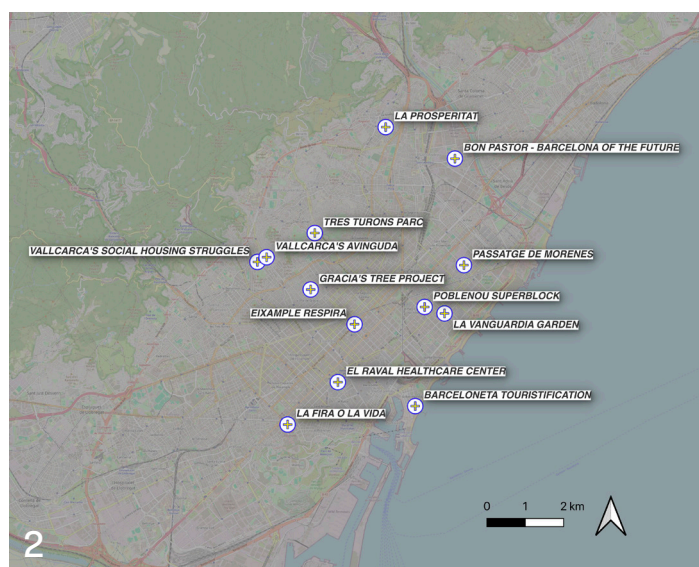 LA PROSPERITAT
BON PASTOR - BARCELONA OF THE FUTURE
TRES TURONS PARC
VALLCARCA'S SOCIAL HOUSING STRUGGLES
VALLCARCA'S AVINGUDA
PASSATGE DE MORENES
GRACIA'S TREE PROJECT
POBLENOU SUPERBLOCK
EIXAMPLE RESPIRA
LA VANGUARDIA GARDEN
EL RAVAL HEALTHCARE CENTER
BARCELONETA TOURISTIFICATION
LA FIRA O LA VIDA
0 1 2 km
2